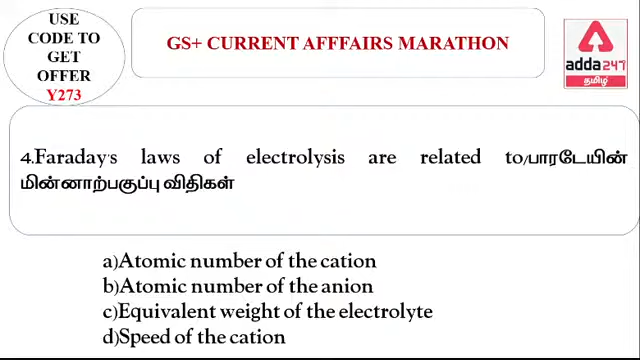 USE
CODE TO
GET
OFFER
Y273
GS+ CURRENT AFFFAIRS MARATHON
adda247
தமிழ்
4.Faraday's laws of electrolysis are related to/பாரடேயின்
மின்னாற்பகுப்பு விதிகள்
a)Atomic number of the cation
b)Atomic number of the anion
c)Equivalent weight of the electrolyte
d)Speed of the cation